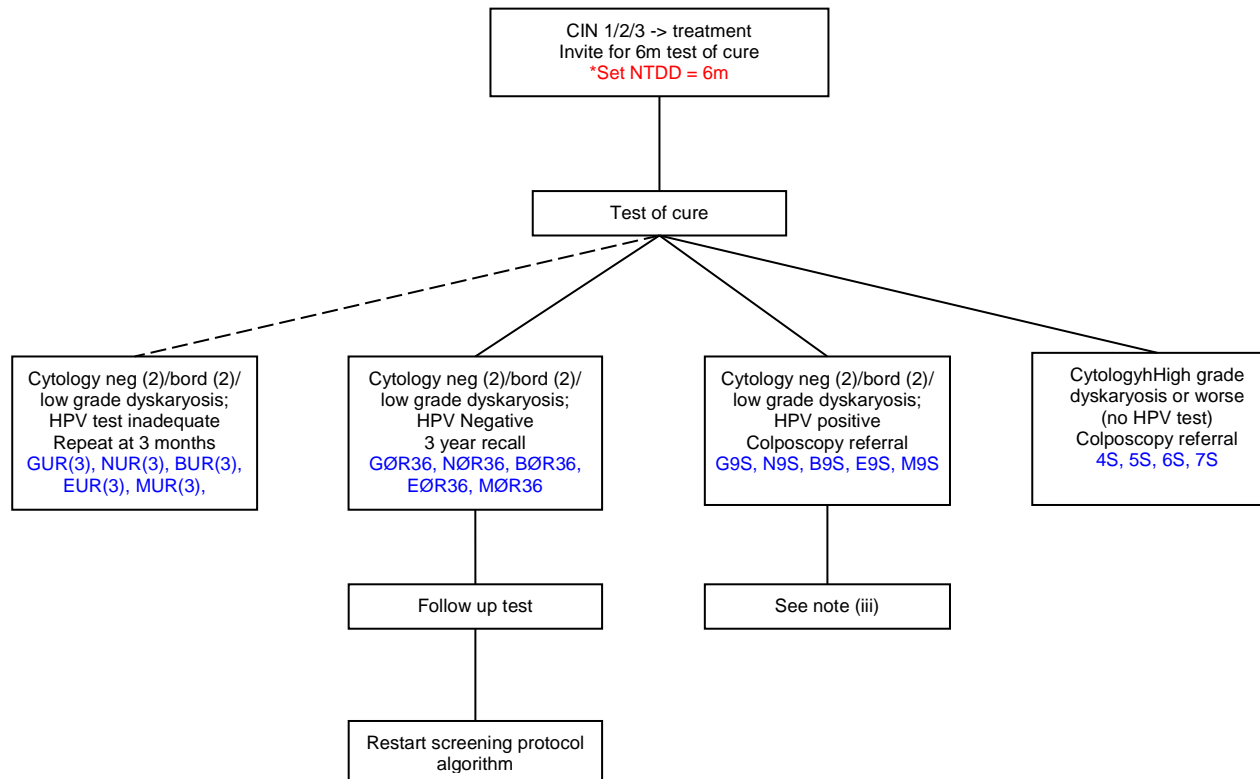 CIN 1/2/3 -> treatment
Invite for 6m test of cure
*Set NTDD = 6m
Test of cure
Cytology neg (2)/bord (2)/
low grade dyskaryosis;
HPV test inadequate
Repeat at 3 months
GUR(3), NUR(3), BUR(3),
EUR(3), MUR(3),
Cytology neg (2)/bord (2)/
low grade dyskaryosis;
HPV Negative
3 year recall
GØR36, NØR36, BØR36,
EØR36, MØR36
Cytology neg (2)/bord (2)/
low grade dyskaryosis;
HPV positive
Colposcopy referral
G9S, N9S, B9S, E9S, M9S
CytologyhHigh grade
dyskaryosis or worse
(no HPV test)
Colposcopy referral
4S, 5S, 6S, 7S
Follow up test
See note (iii)
Restart screening protocol
algorithm